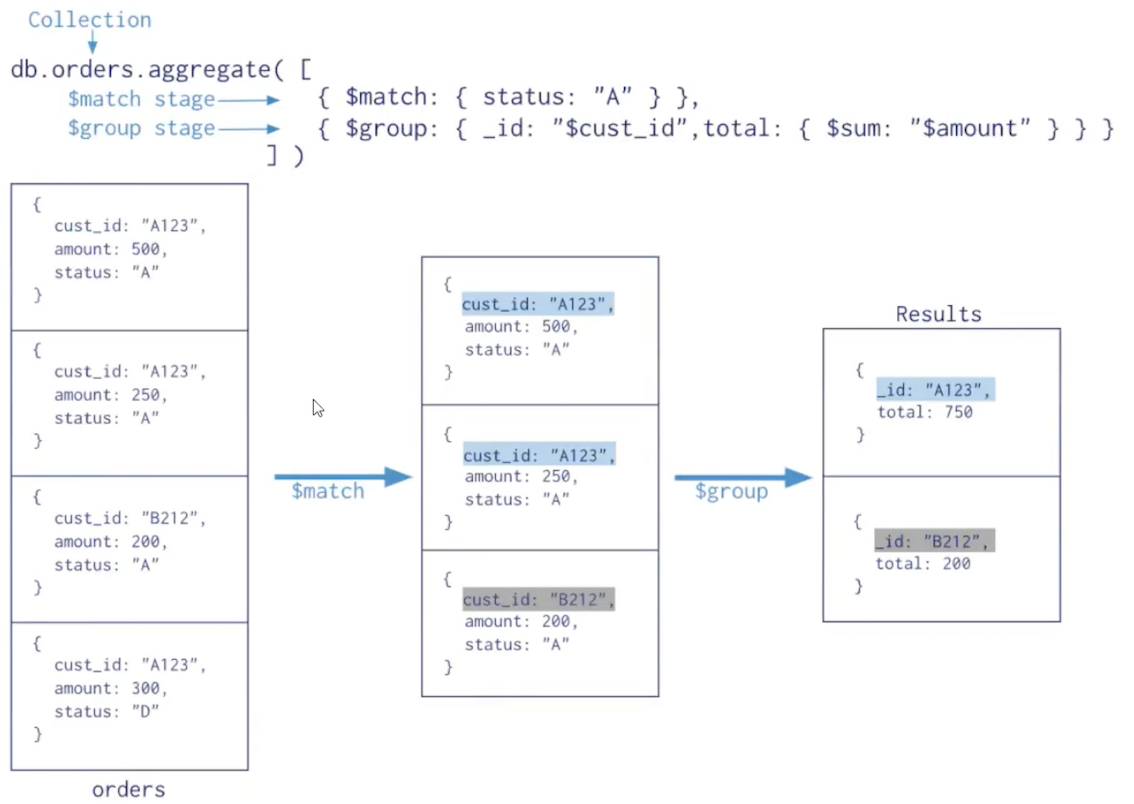 Collection
db.orders.aggregate( [
$match stage { $match: { status: "A" } },
$group stage { $group: { _id: "$cust_id",total: { $sum: "$amount" } } }
] )
{
cust_id: "A123",
amount: 500,
status: "A"
}
{
cust_id: "A123",
amount: 250,
status: "A"
}
{
cust_id: "B212",
amount: 200,
status: "A"
}
{
cust_id: "A123",
amount: 300,
status: "D"
}
orders
$match
{
cust_id: "A123",
amount: 500,
status: "A"
}
{
cust_id: "A123",
amount: 250,
status: "A"
}
{
cust_id: "B212",
amount: 200,
status: "A"
}
$group
Results
{
_id: "A123",
total: 750
}
{
_id: "B212",
total: 200
}